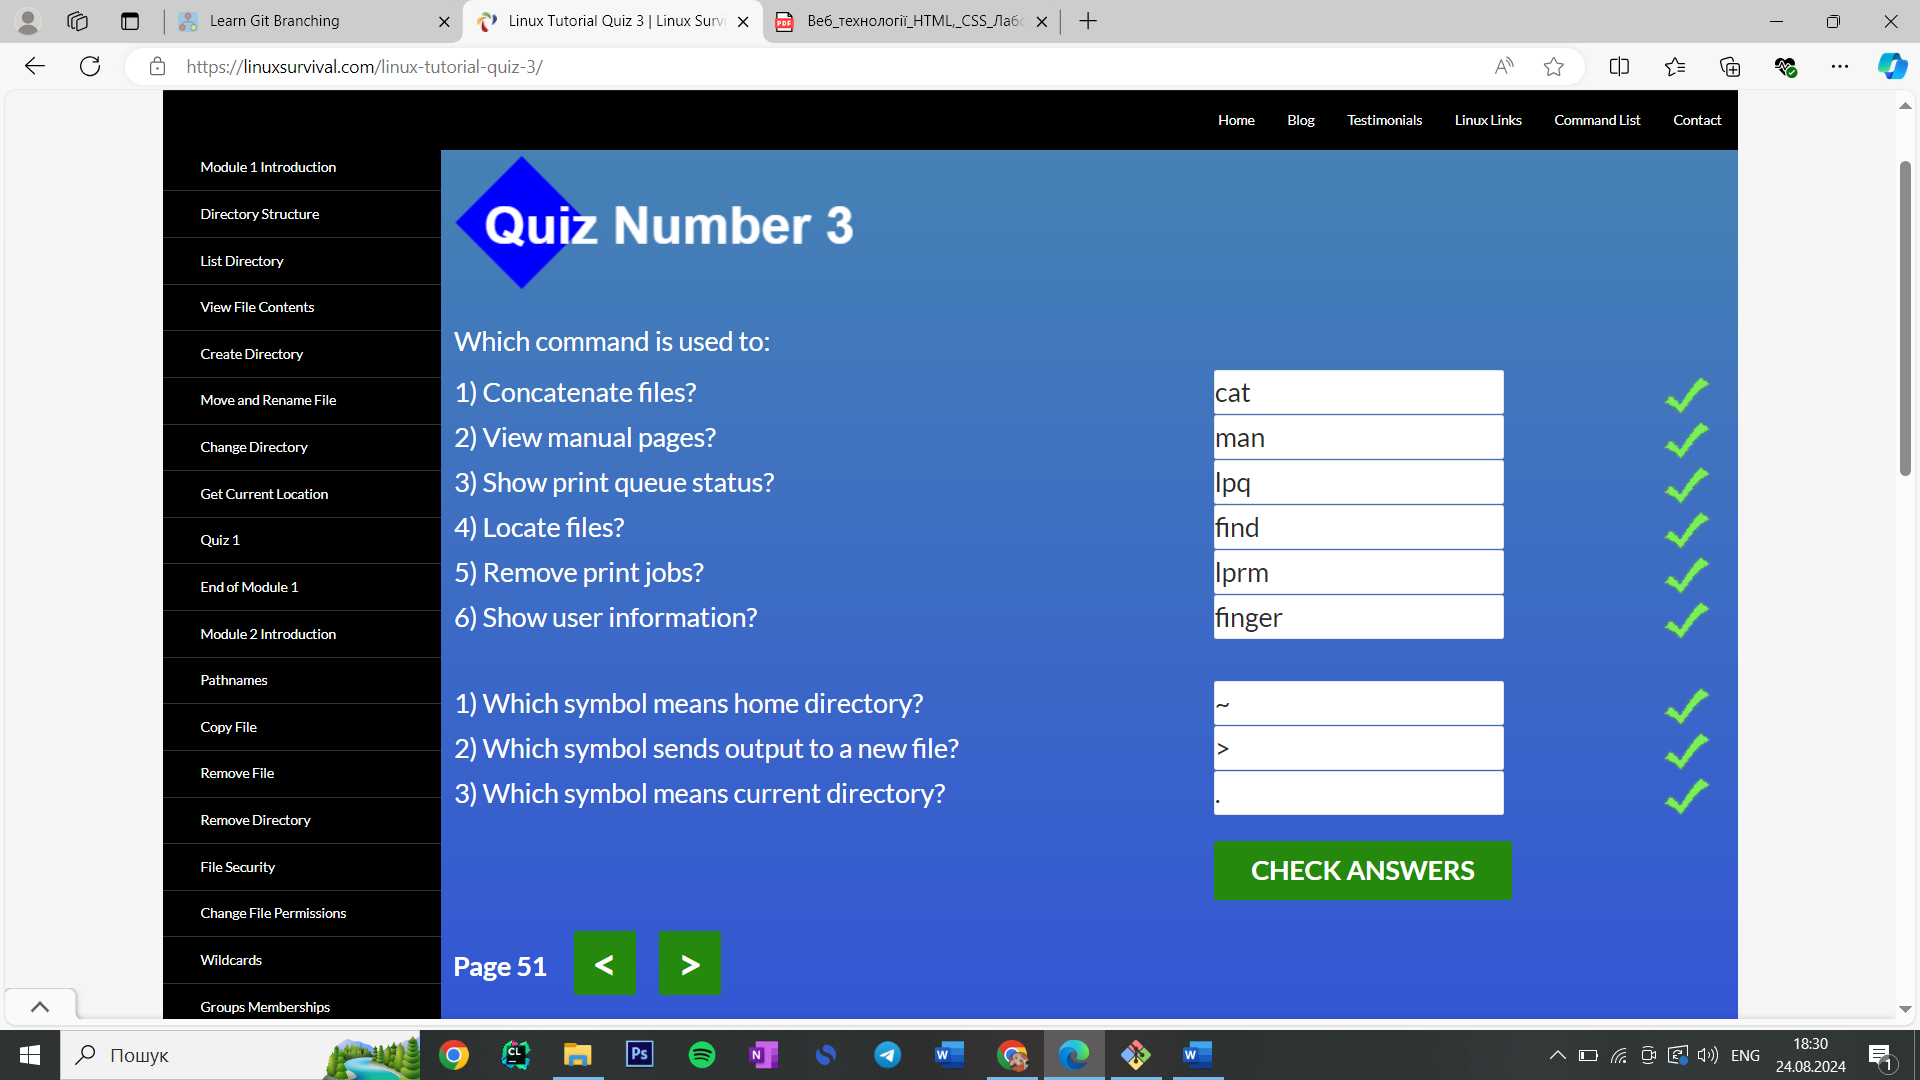 Learn Git Branching
Linux Tutorial Quiz 3 | Linux Survi
PDF
Веб_технології_HTML,_CSS_Лабо
https://linuxsurvival.com/linux-tutorial-quiz-3/
Home
Blog
Testimonials
Linux Links
Command List
Contact
Module 1 Introduction
Directory Structure
List Directory
View File Contents
Create Directory
Move and Rename File
Change Directory
Get Current Location
Quiz 1
End of Module 1
Module 2 Introduction
Pathnames
Copy File
Remove File
Remove Directory
File Security
Change File Permissions
Wildcards
Groups Memberships
Quiz Number 3
Which command is used to:
1) Concatenate files? cat
2) View manual pages? man
3) Show print queue status? lpq
4) Locate files? find
5) Remove print jobs? lprm
6) Show user information? finger
1) Which symbol means home directory? ~
2) Which symbol sends output to a new file? >
3) Which symbol means current directory? .
CHECK ANSWERS
Page 51 < >
Пошук
CL
Ps
N
W
W
ENG
18:30
24.08.2024
1